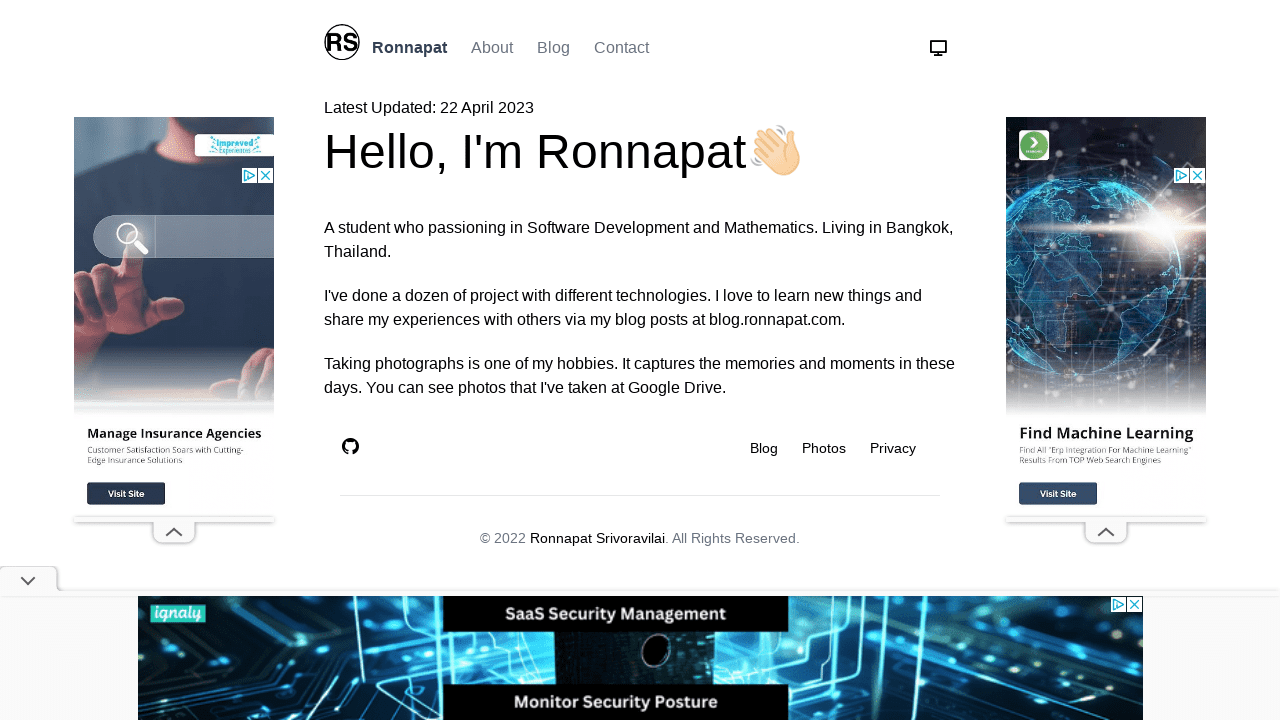 RS
Ronnapat About Blog Contact
Latest Updated: 22 April 2023
Hello, I'm Ronnapat👋🏻
A student who passioning in Software Development and Mathematics. Living in Bangkok,
Thailand.
I've done a dozen of project with different technologies. I love to learn new things and
share my experiences with others via my blog posts at blog.ronnapat.com.
Taking photographs is one of my hobbies. It captures the memories and moments in these
days. You can see photos that I've taken at Google Drive.
Blog Photos Privacy
© 2022 Ronnapat Srivoravilai. All Rights Reserved.
Improved
Experiences
Manage Insurance Agencies
Customer Satisfaction Soars with Cutting-
Edge Insurance Solutions
Visit Site
Find Machine Learning
Find All "Erp Integration For Machine Learning"
Results From TOP Web Search Engines
Visit Site
ignaly
SaaS Security Management
Monitor Security Posture